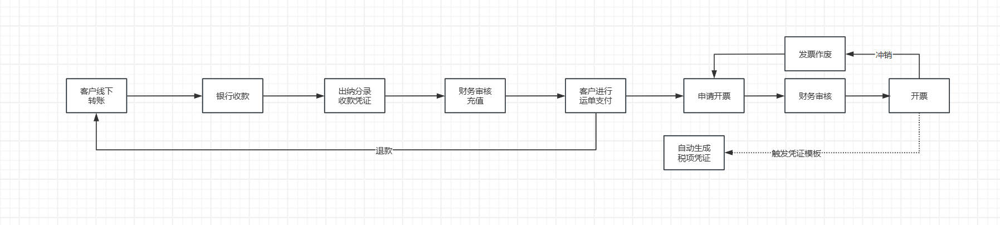 发票作废
冲销
客户线下
转账
银行收款
出纳分录
收款凭证
财务审核
充值
客户进行
运单支付
申请开票
财务审核
开票
退款
自动生成
税项凭证
触发凭证模板